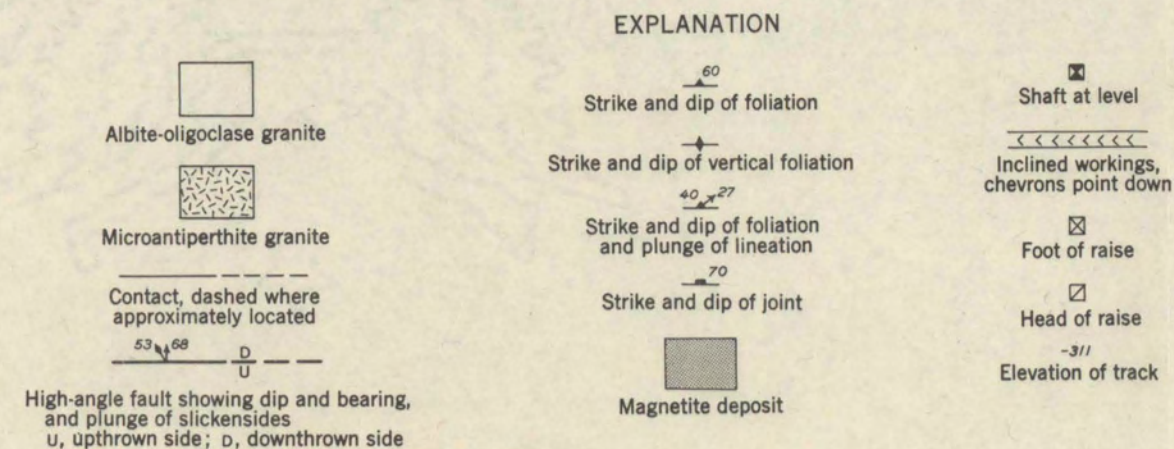 EXPLANATION
Albite-oligoclase granite
Microantiperthite granite
Contact, dashed where
approximately located
53 68 D
U
High-angle fault showing dip and bearing,
and plunge of slickensides
U, upthrown side; D, downthrown side
60
Strike and dip of foliation
Strike and dip of vertical foliation
40 27
Strike and dip of foliation
and plunge of lineation
70
Strike and dip of joint
Magnetite deposit
Shaft at level
Inclined workings,
chevrons point down
Foot of raise
Head of raise
-311
Elevation of track